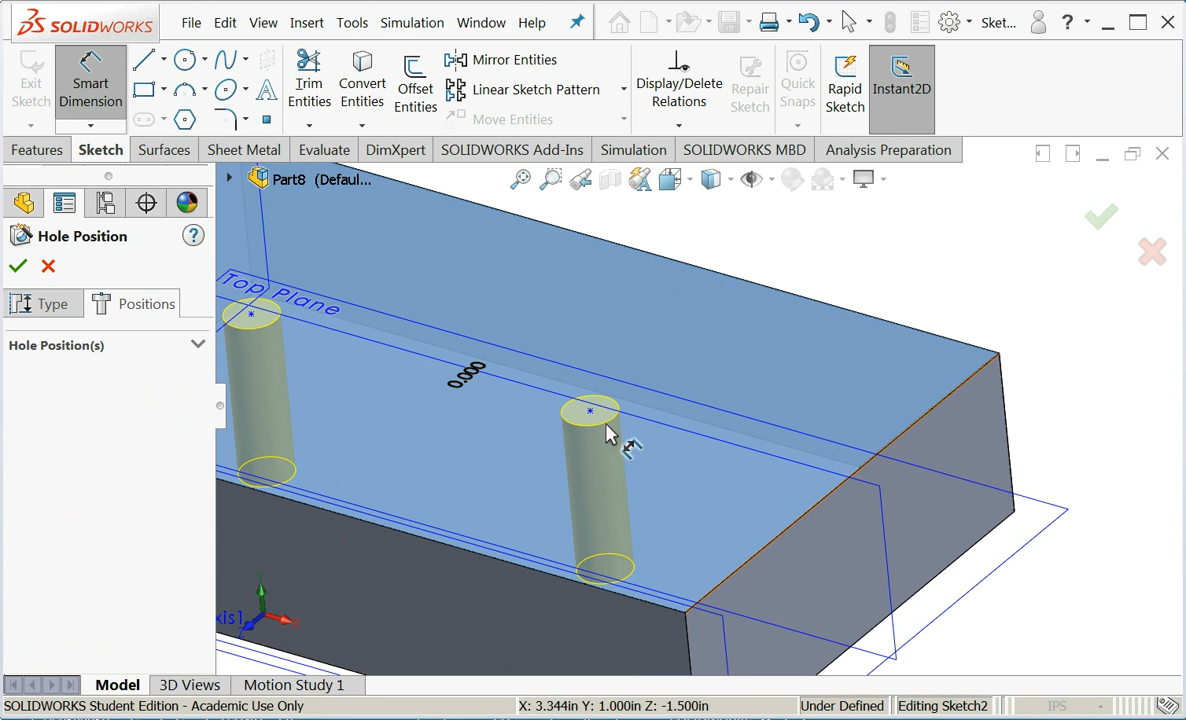 SOLIDWORKS File Edit View Insert Tools Simulation Window Help Sket... ?
Exit Sketch
Smart Dimension
Trim Entities
Convert Entities
Offset Entities
Mirror Entities
Linear Sketch Pattern
Move Entities
Display/Delete Relations
Repair Sketch
Quick Snaps
Rapid Sketch
Instant2D
Features Sketch Surfaces Sheet Metal Evaluate DimXpert SOLIDWORKS Add-Ins Simulation SOLIDWORKS MBD Analysis Preparation
Part8 (Defaul...
Hole Position ?
Type Positions
Hole Position(s)
Top Plane
0.000
Y
xis1
Model 3D Views Motion Study 1
SOLIDWORKS Student Edition - Academic Use Only X: 3.344in Y: 1.000in Z: -1.500in Under Defined Editing Sketch2 IPS